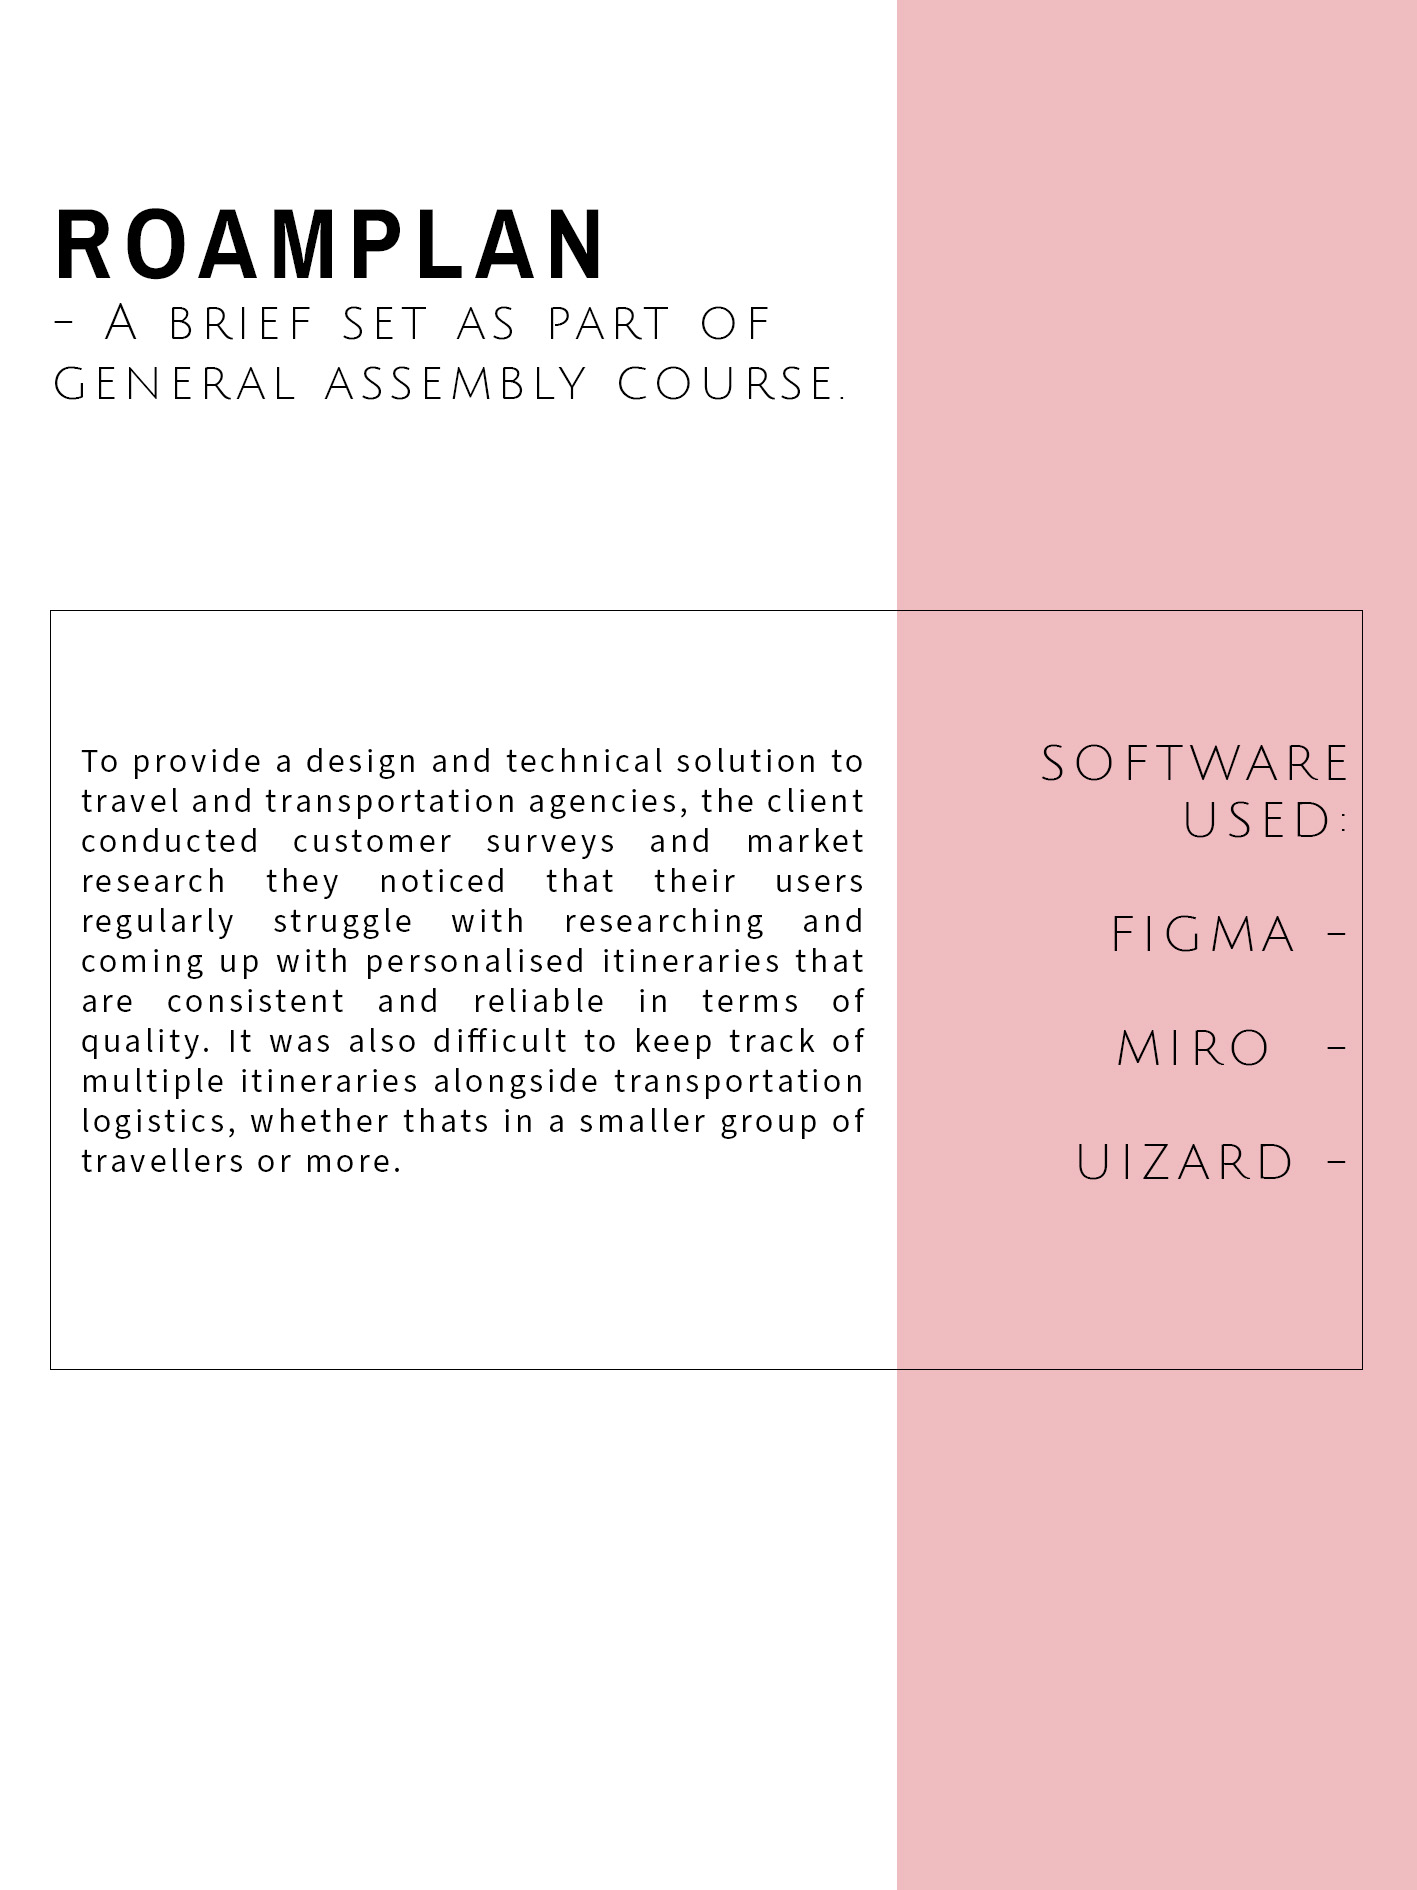 ROAMPLAN
- A BRIEF SET AS PART OF
GENERAL ASSEMBLY COURSE.
To provide a design and technical solution to
travel and transportation agencies, the client
conducted customer surveys and market
research they noticed that their users
regularly struggle with researching and
coming up with personalised itineraries that
are consistent and reliable in terms of
quality. It was also difficult to keep track of
multiple itineraries alongside transportation
logistics, whether thats in a smaller group of
travellers or more.
SOFTWARE
USED:
FIGMA -
MIRO -
UIZARD -